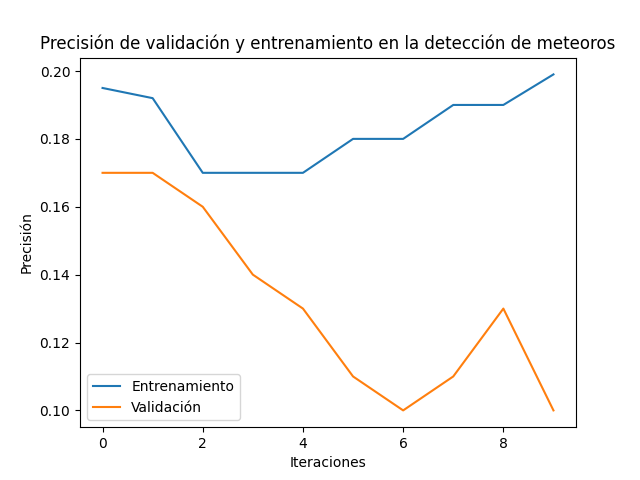 Precisión de validación y entrenamiento en la detección de meteoros
0.20
0.18
0.16
0.14
0.12
0.10
Precisión
Entrenamiento
Validación
0 2 4 6 8
Iteraciones